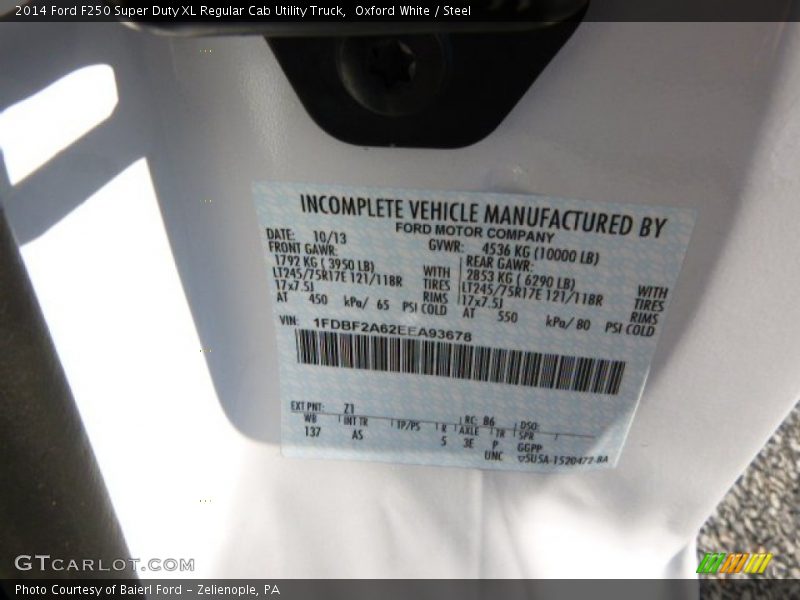 2014 Ford F250 Super Duty XL Regular Cab Utility Truck,  Oxford White / Steel
INCOMPLETE VEHICLE MANUFACTURED BY
FORD MOTOR COMPANY
DATE: 10/13 GVWR: 4536 KG (10000 LB)
FRONT GAWR: REAR GAWR:
1792 KG ( 3950 LB) WITH 2853 KG ( 6290 LB) WITH
LT245/75R17E 121/118R TIRES LT245/75R17E 121/118R TIRES
17x7.5J RIMS 17x7.5J RIMS
AT 450 kPa/ 65 PSI COLD AT 550 kPa/ 80 PSI COLD
VIN: 1FDBF2A62EEA93678
EXT PNT: Z1 RC: B6 DSO:
WB INT TR TP/PS R AXLE TR SPR
137 AS 5 3E P GGPP
UNC ▽5U5A-1520472-BA
GTCARLOT.COM
Photo Courtesy of Baierl Ford – Zelienople, PA